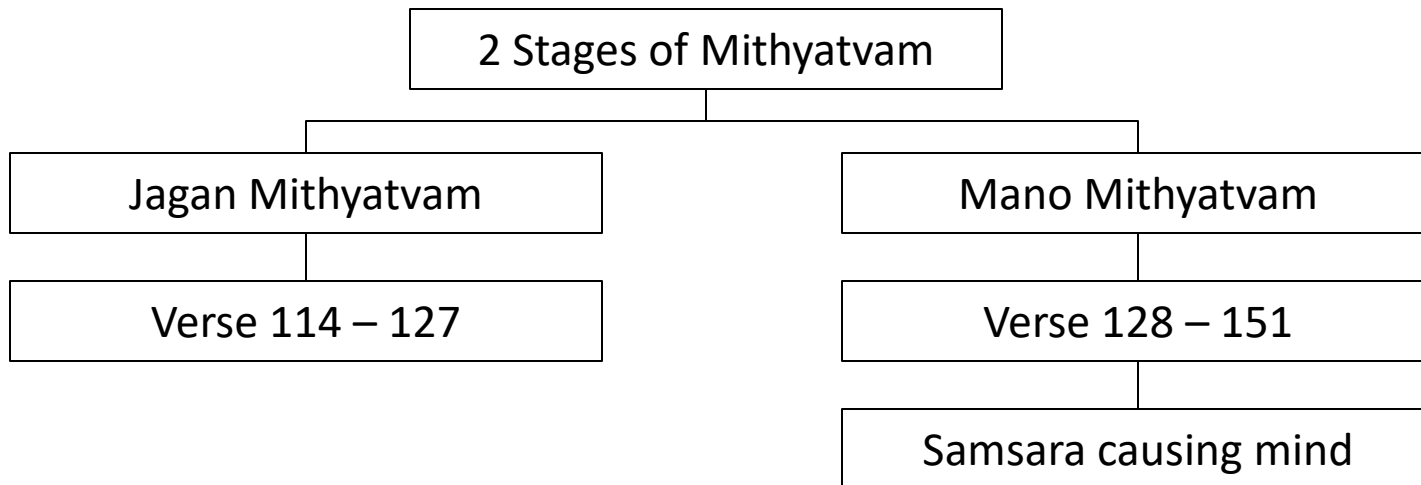 2 Stages of Mithyatvam
Jagan Mithyatvam
Mano Mithyatvam
Verse 114 – 127
Verse 128 – 151
Samsara causing mind